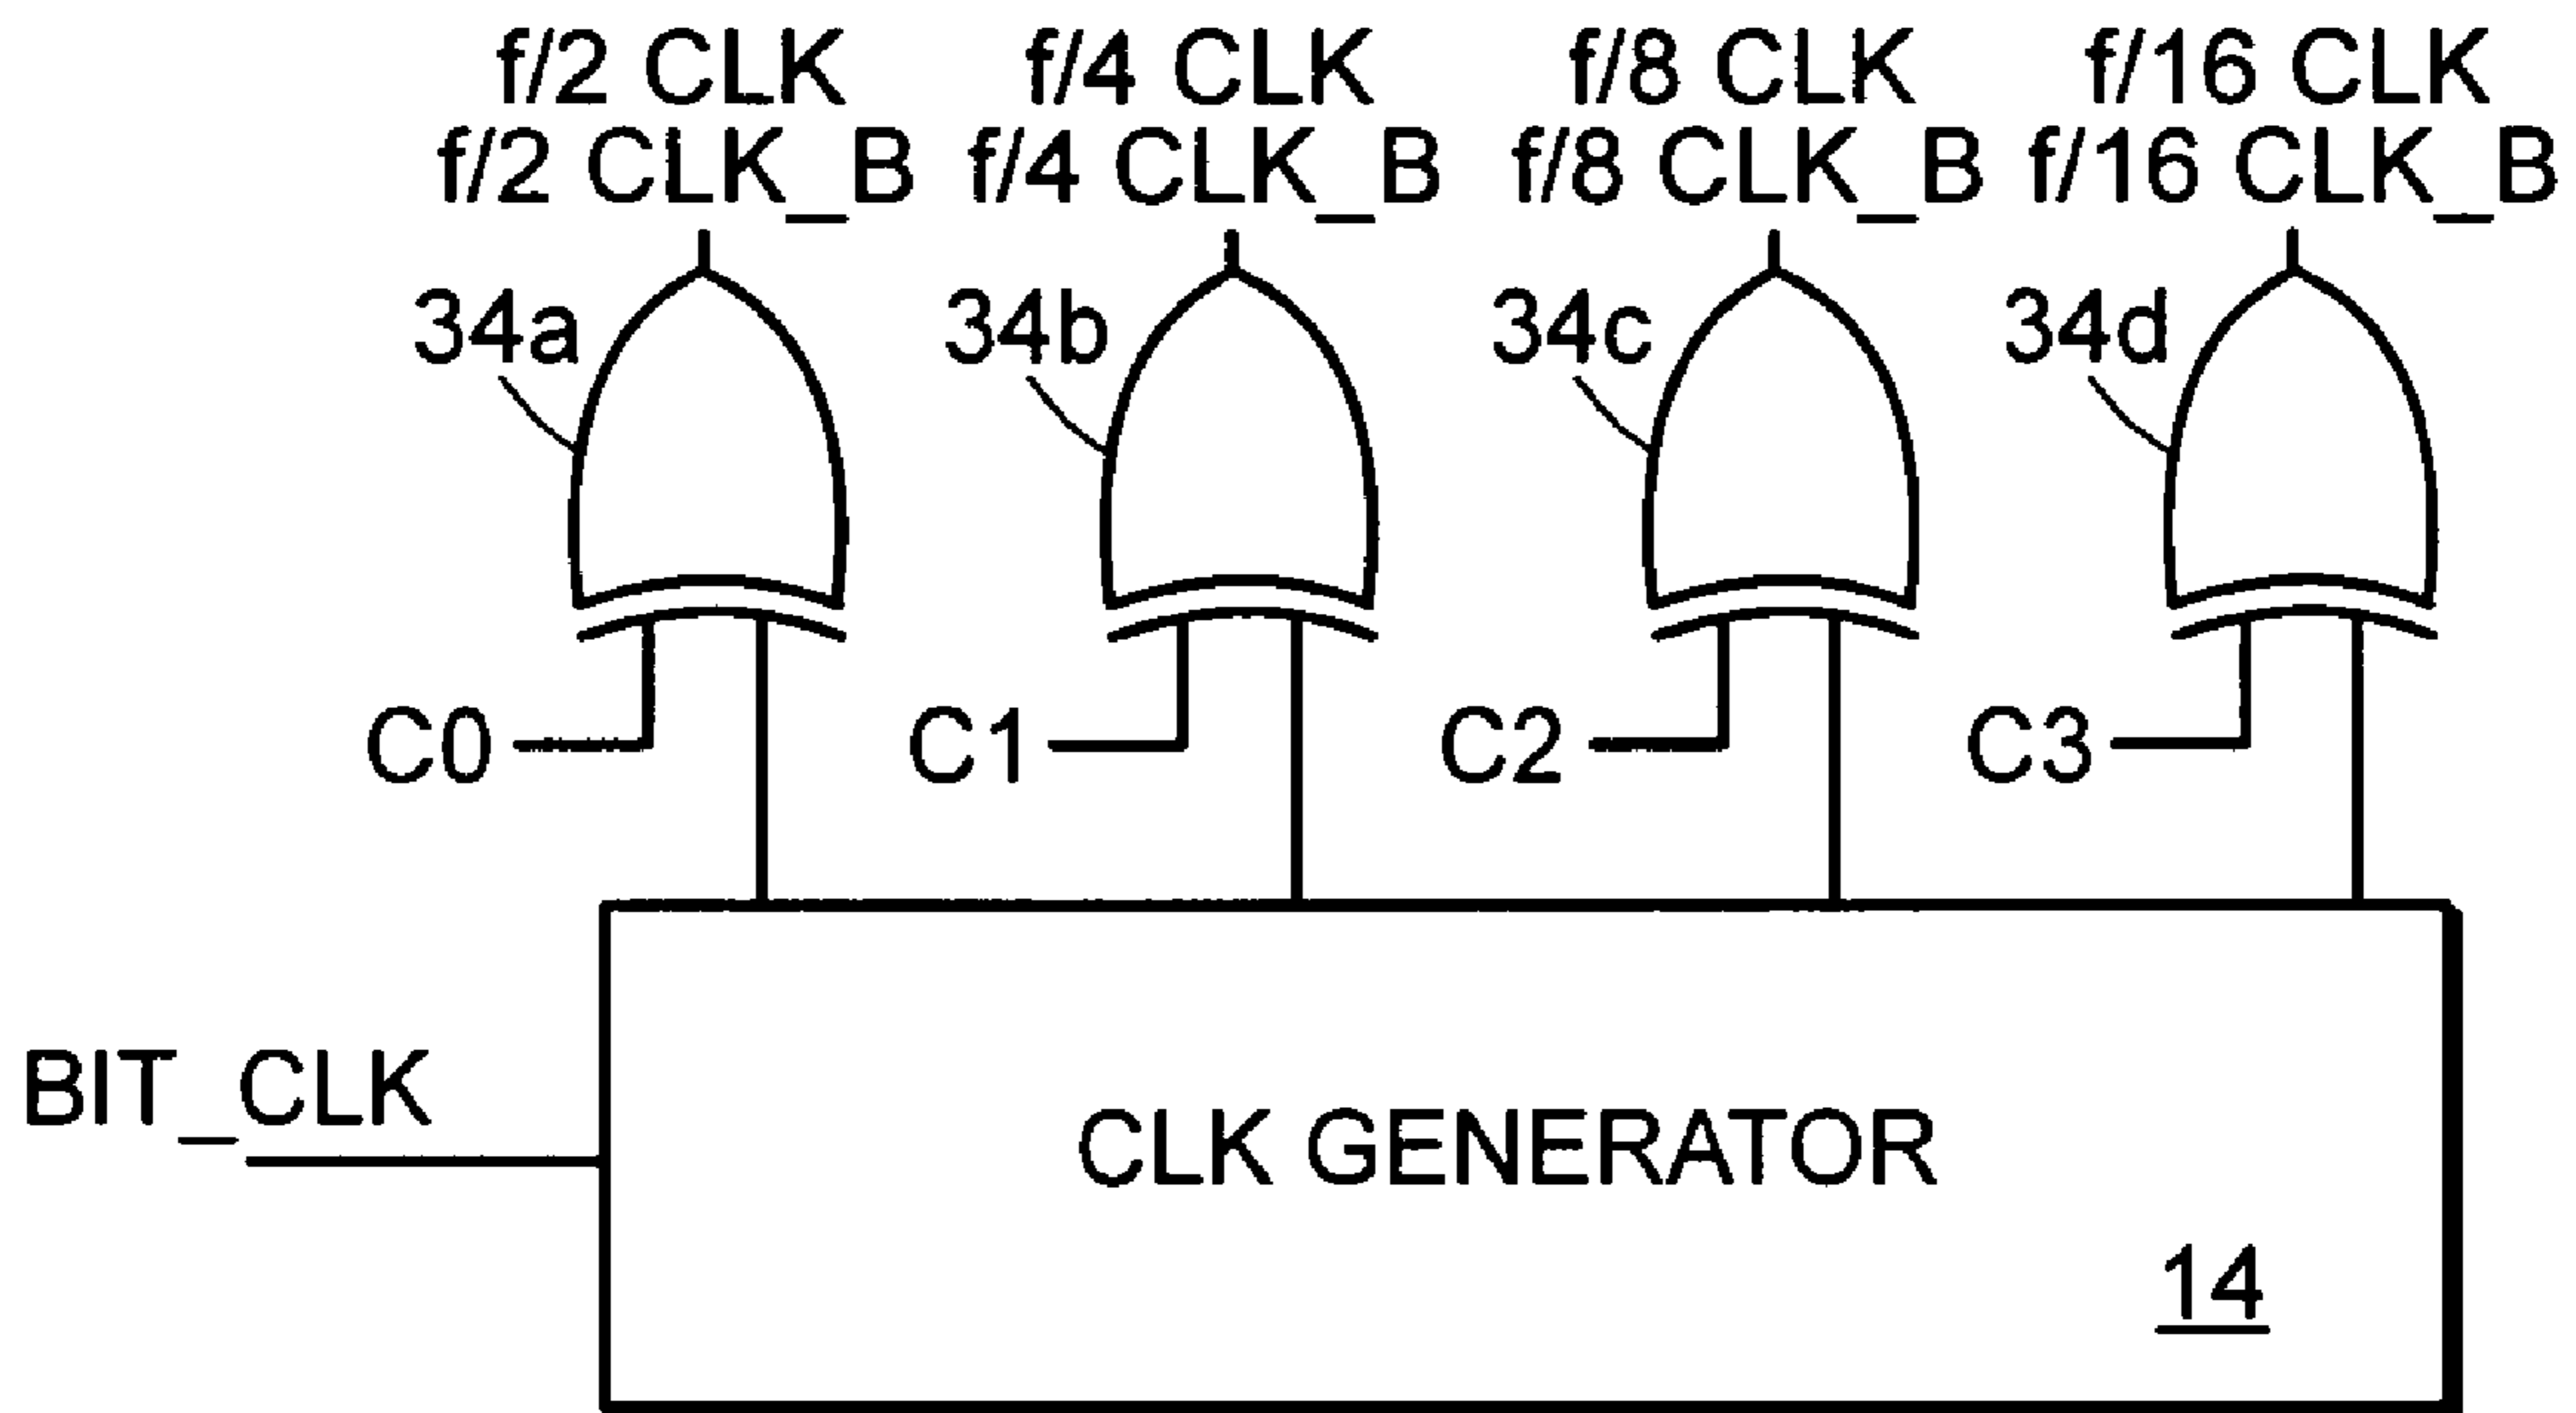 f/2 CLK
f/2 CLK_B
f/4 CLK
f/4 CLK_B
f/8 CLK
f/8 CLK_B
f/16 CLK
f/16 CLK_B
34a
34b
34c
34d
C0
C1
C2
C3
BIT_CLK
CLK GENERATOR
14